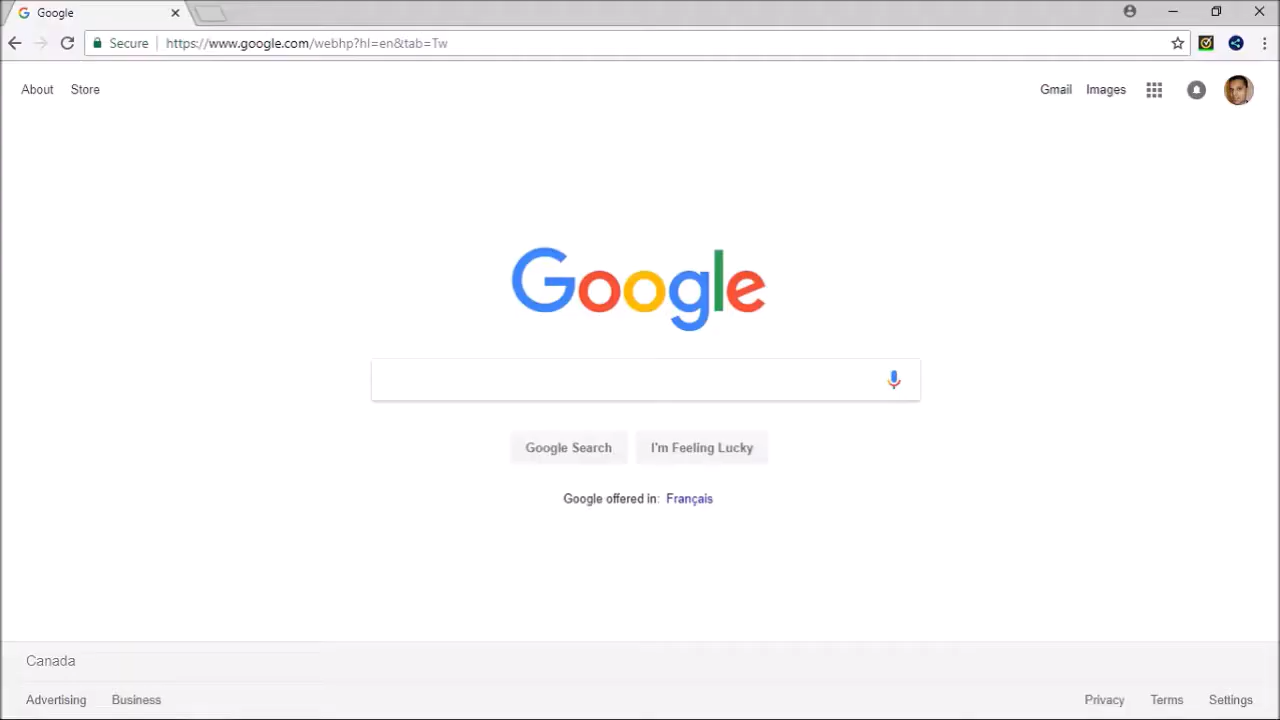 Google
Secure https://www.google.com/webhp?hl=en&tab=Tw
About Store Gmail Images
Google
Google Search I'm Feeling Lucky
Google offered in: Français
Canada
Advertising Business Privacy Terms Settings